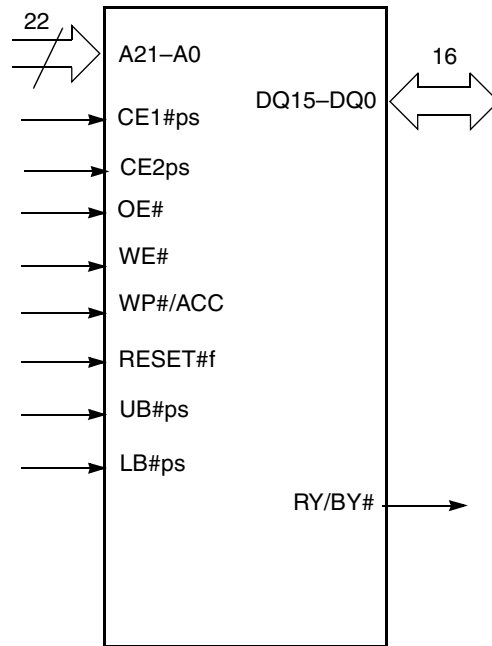 22
A21–A0
16
DQ15–DQ0
CE1#ps
CE2ps
OE#
WE#
WP#/ACC
RESET#f
UB#ps
LB#ps
RY/BY#